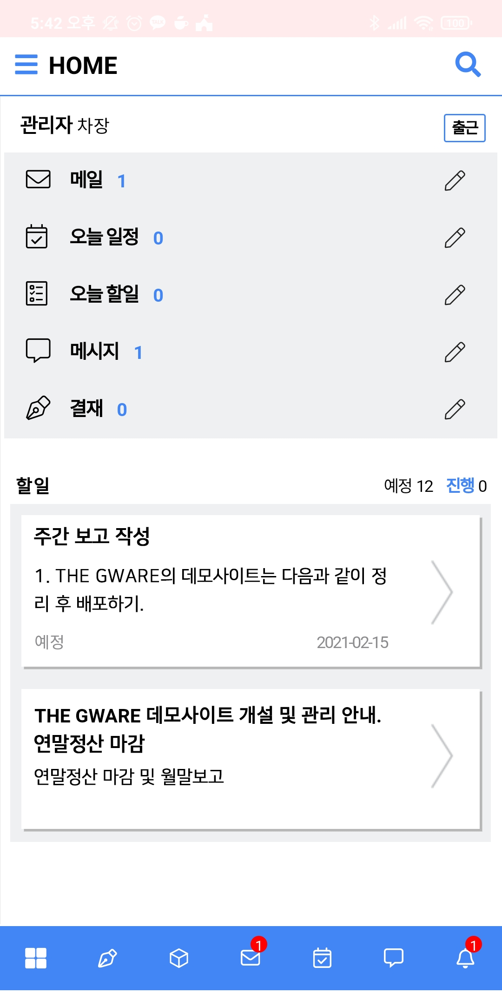 5:42 오후
TALK
100
HOME
관리자 차장
출근
메일 1
오늘 일정 0
오늘 할일 0
메시지 1
결재 0
할일
예정 12 진행 0
주간 보고 작성
1. THE GWARE의 데모사이트는 다음과 같이 정
리 후 배포하기.
예정
2021-02-15
THE GWARE 데모사이트 개설 및 관리 안내.
연말정산 마감
연말정산 마감 및 월말보고
1
1